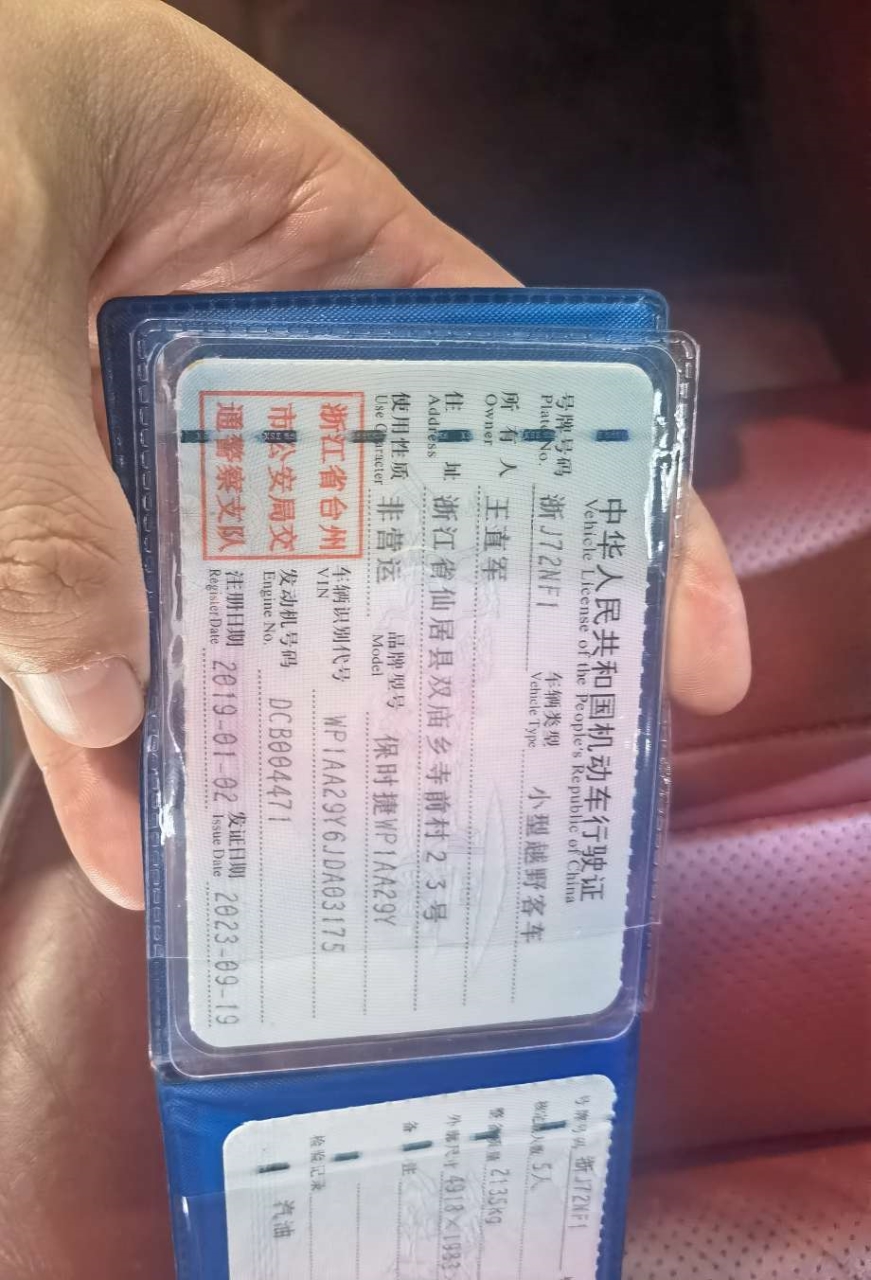 中华人民共和国机动车行驶证
Vehicle License of the People's Republic of China
号牌号码 浙J72NF1 车辆类型 小型越野客车
Plate No. Vehicle Type
所有人 王直军
Owner
住址 浙江省仙居县双庙乡寺前村23号
Address
使用性质 非营运 品牌型号 保时捷WP1AA29Y
Use Character Model
浙江省台州
市公安局交
通警察支队
车辆识别代号 WP1AA29Y6JDA03175
VIN
发动机号码 DCB004471
Engine No.
注册日期 2019-01-02 发证日期 2023-09-19
Register Date Issue Date
号牌号码 浙J72NF1
核定载人数 5人
整备质量 2135KG
外廓尺寸 4918×1983
备注
检验记录
汽油